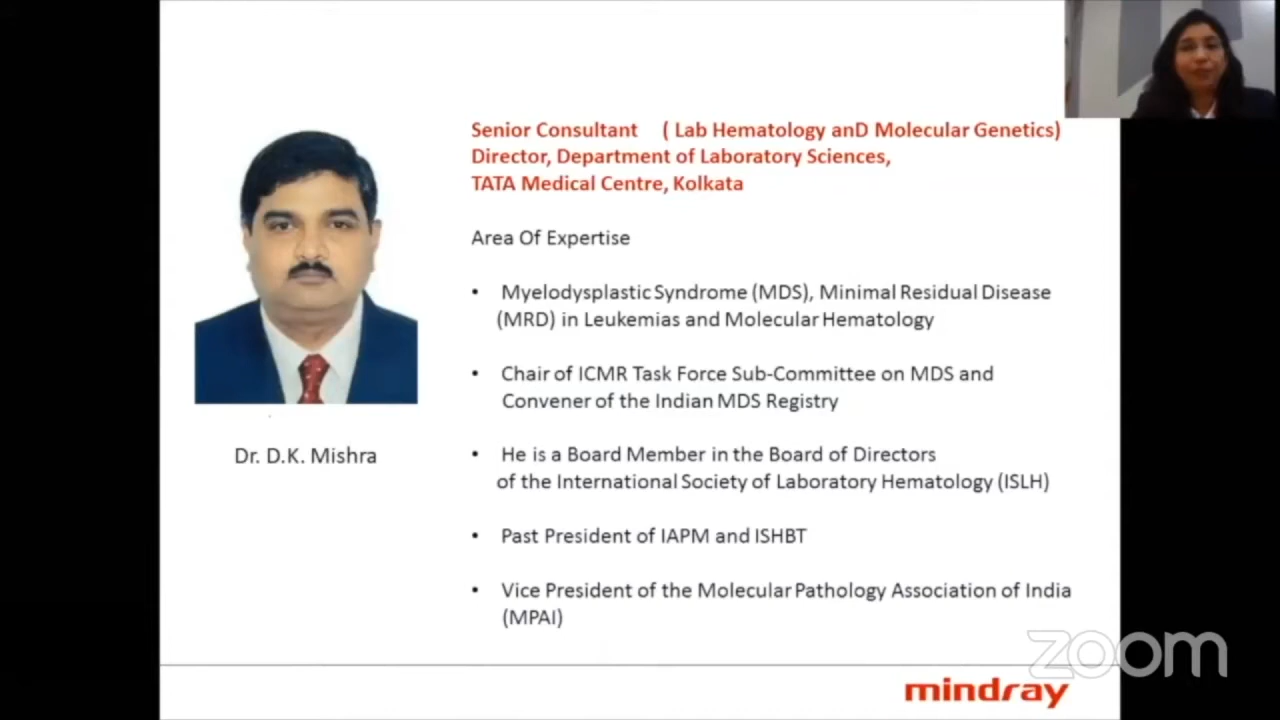 Senior Consultant ( Lab Hematology anD Molecular Genetics)
Director, Department of Laboratory Sciences,
TATA Medical Centre, Kolkata
Area Of Expertise
• Myelodysplastic Syndrome (MDS), Minimal Residual Disease
(MRD) in Leukemias and Molecular Hematology
• Chair of ICMR Task Force Sub-Committee on MDS and
Convener of the Indian MDS Registry
Dr. D.K. Mishra
• He is a Board Member in the Board of Directors
of the International Society of Laboratory Hematology (ISLH)
• Past President of IAPM and ISHBT
• Vice President of the Molecular Pathology Association of India
(MPAI)
zoom
mindray